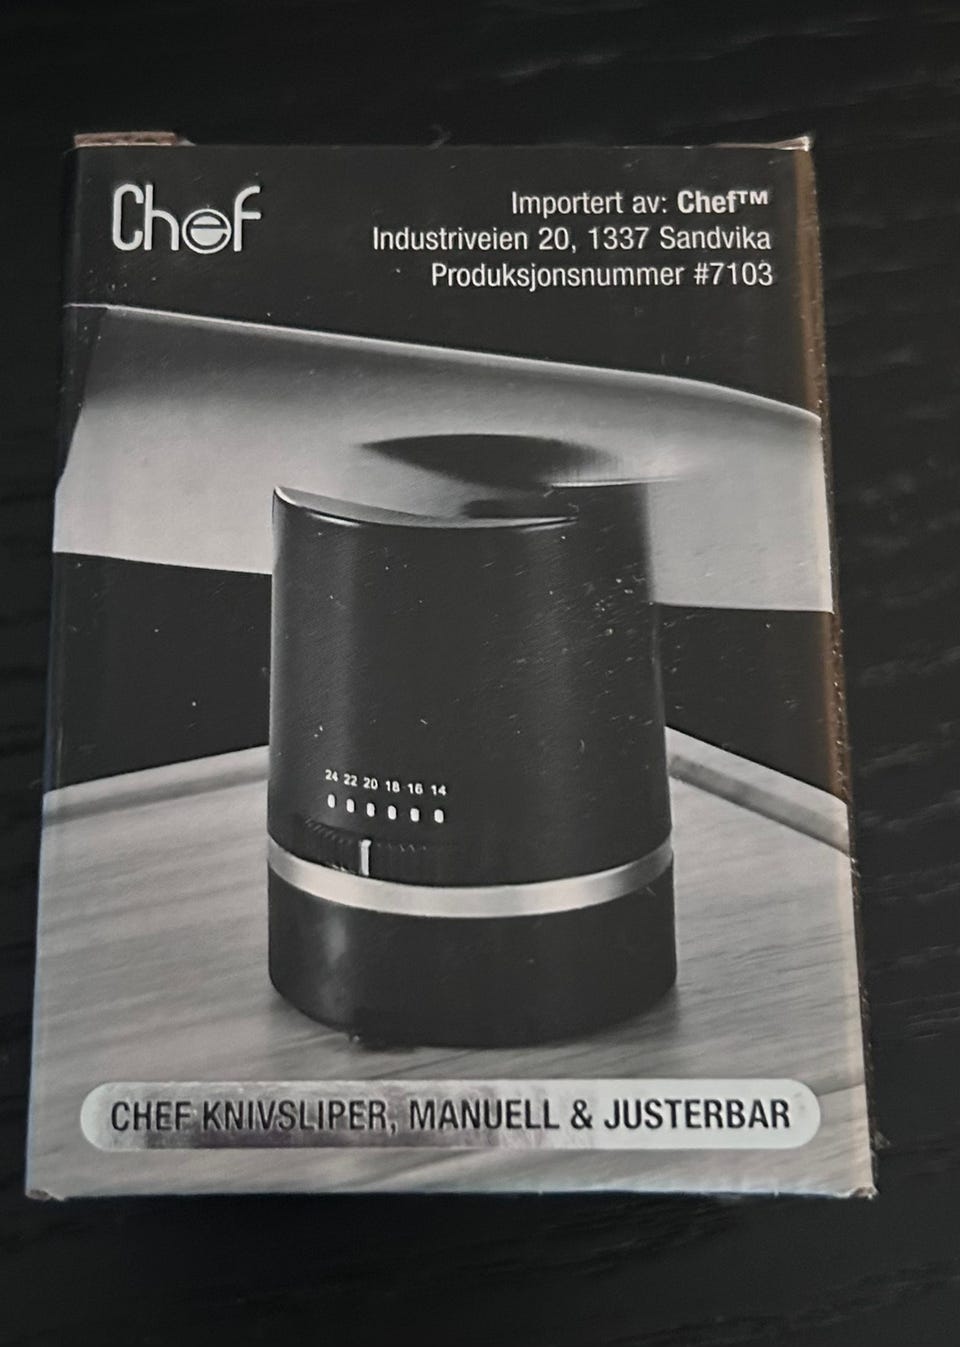 Chef
Importert av: Chef™
Industriveien 20, 1337 Sandvika
Produksjonsnummer #7103
24 22 20 18 16 14
CHEF KNIVSLIPER, MANUELL & JUSTERBAR